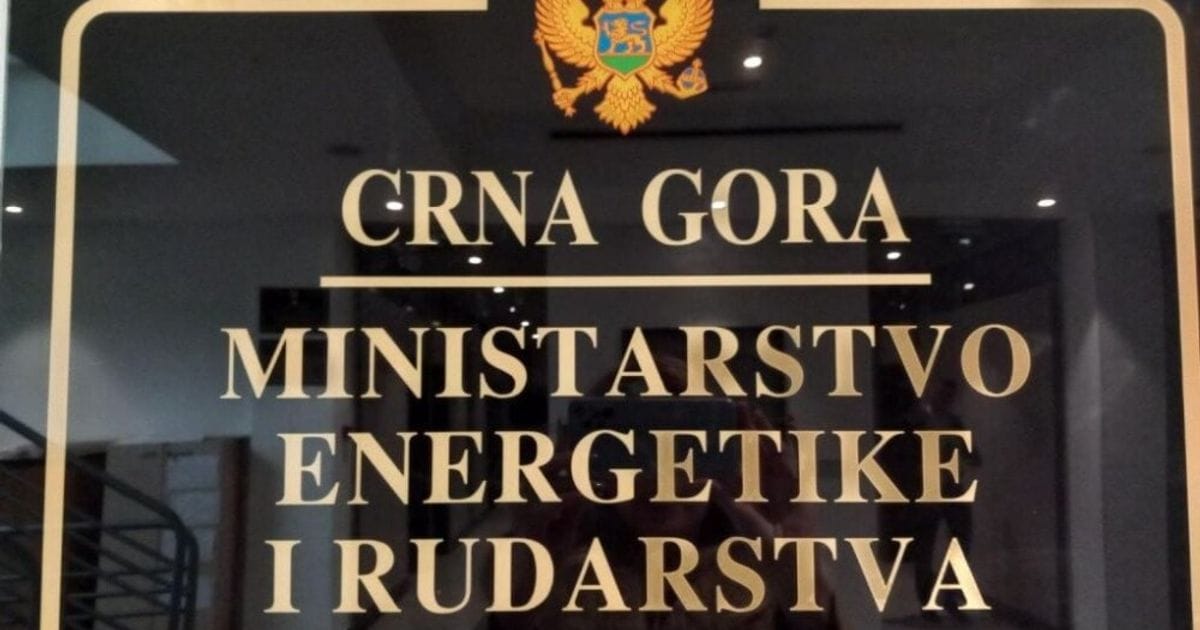 CRNA GORA
MINISTARSTVO
ENERGETIKE
I RUDARSTVA